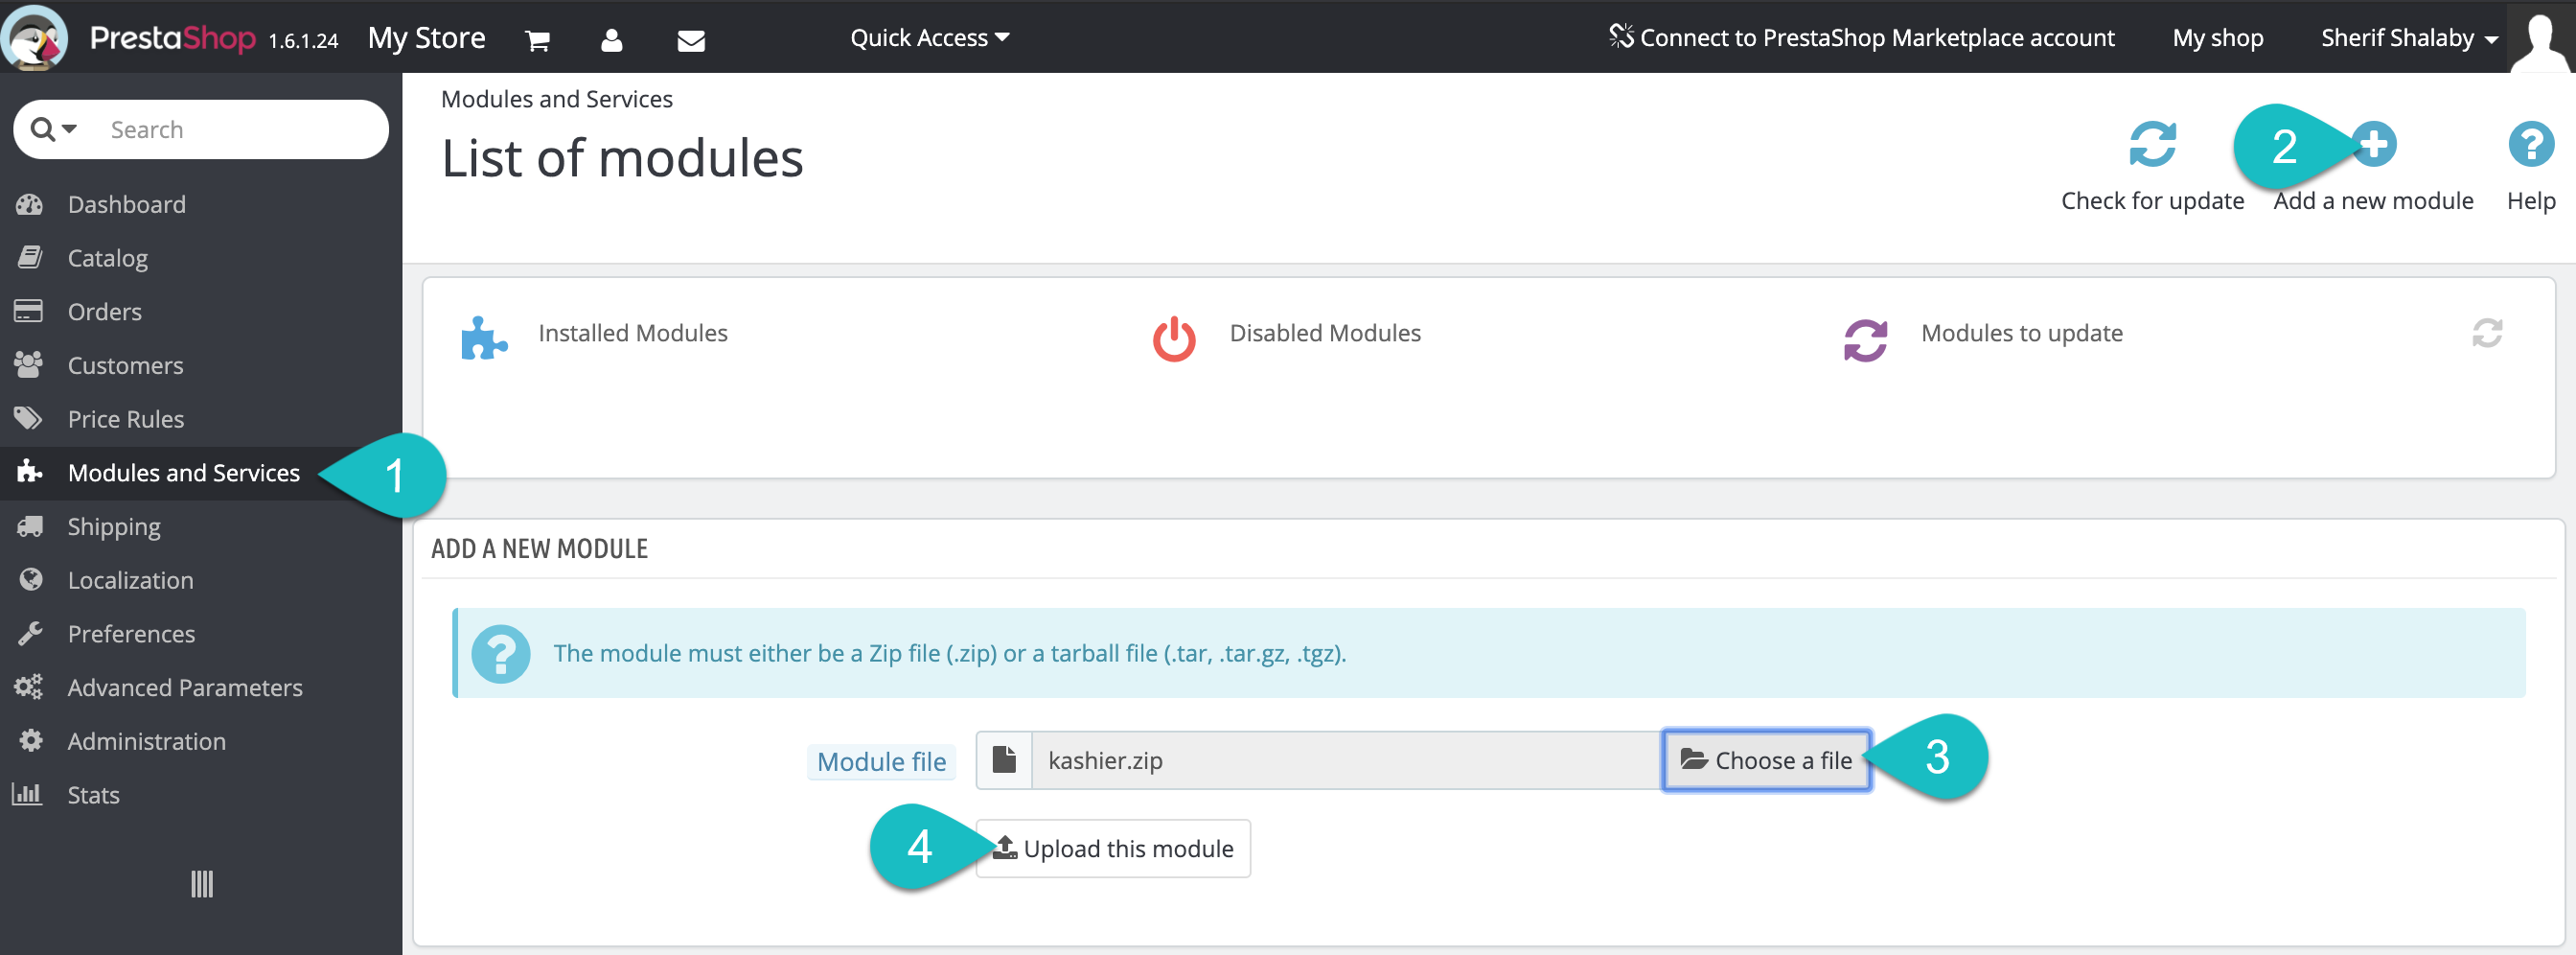 PrestaShop 1.6.1.24 My Store Quick Access Connect to PrestaShop Marketplace account My shop Sherif Shalaby
Search
Dashboard
Catalog
Orders
Customers
Price Rules
Modules and Services 1
Shipping
Localization
Preferences
Advanced Parameters
Administration
Stats
Modules and Services
List of modules
2
Check for update Add a new module Help
Installed Modules Disabled Modules Modules to update
ADD A NEW MODULE
The module must either be a Zip file (.zip) or a tarball file (.tar, .tar.gz, .tgz).
Module file kashier.zip Choose a file 3
4 Upload this module